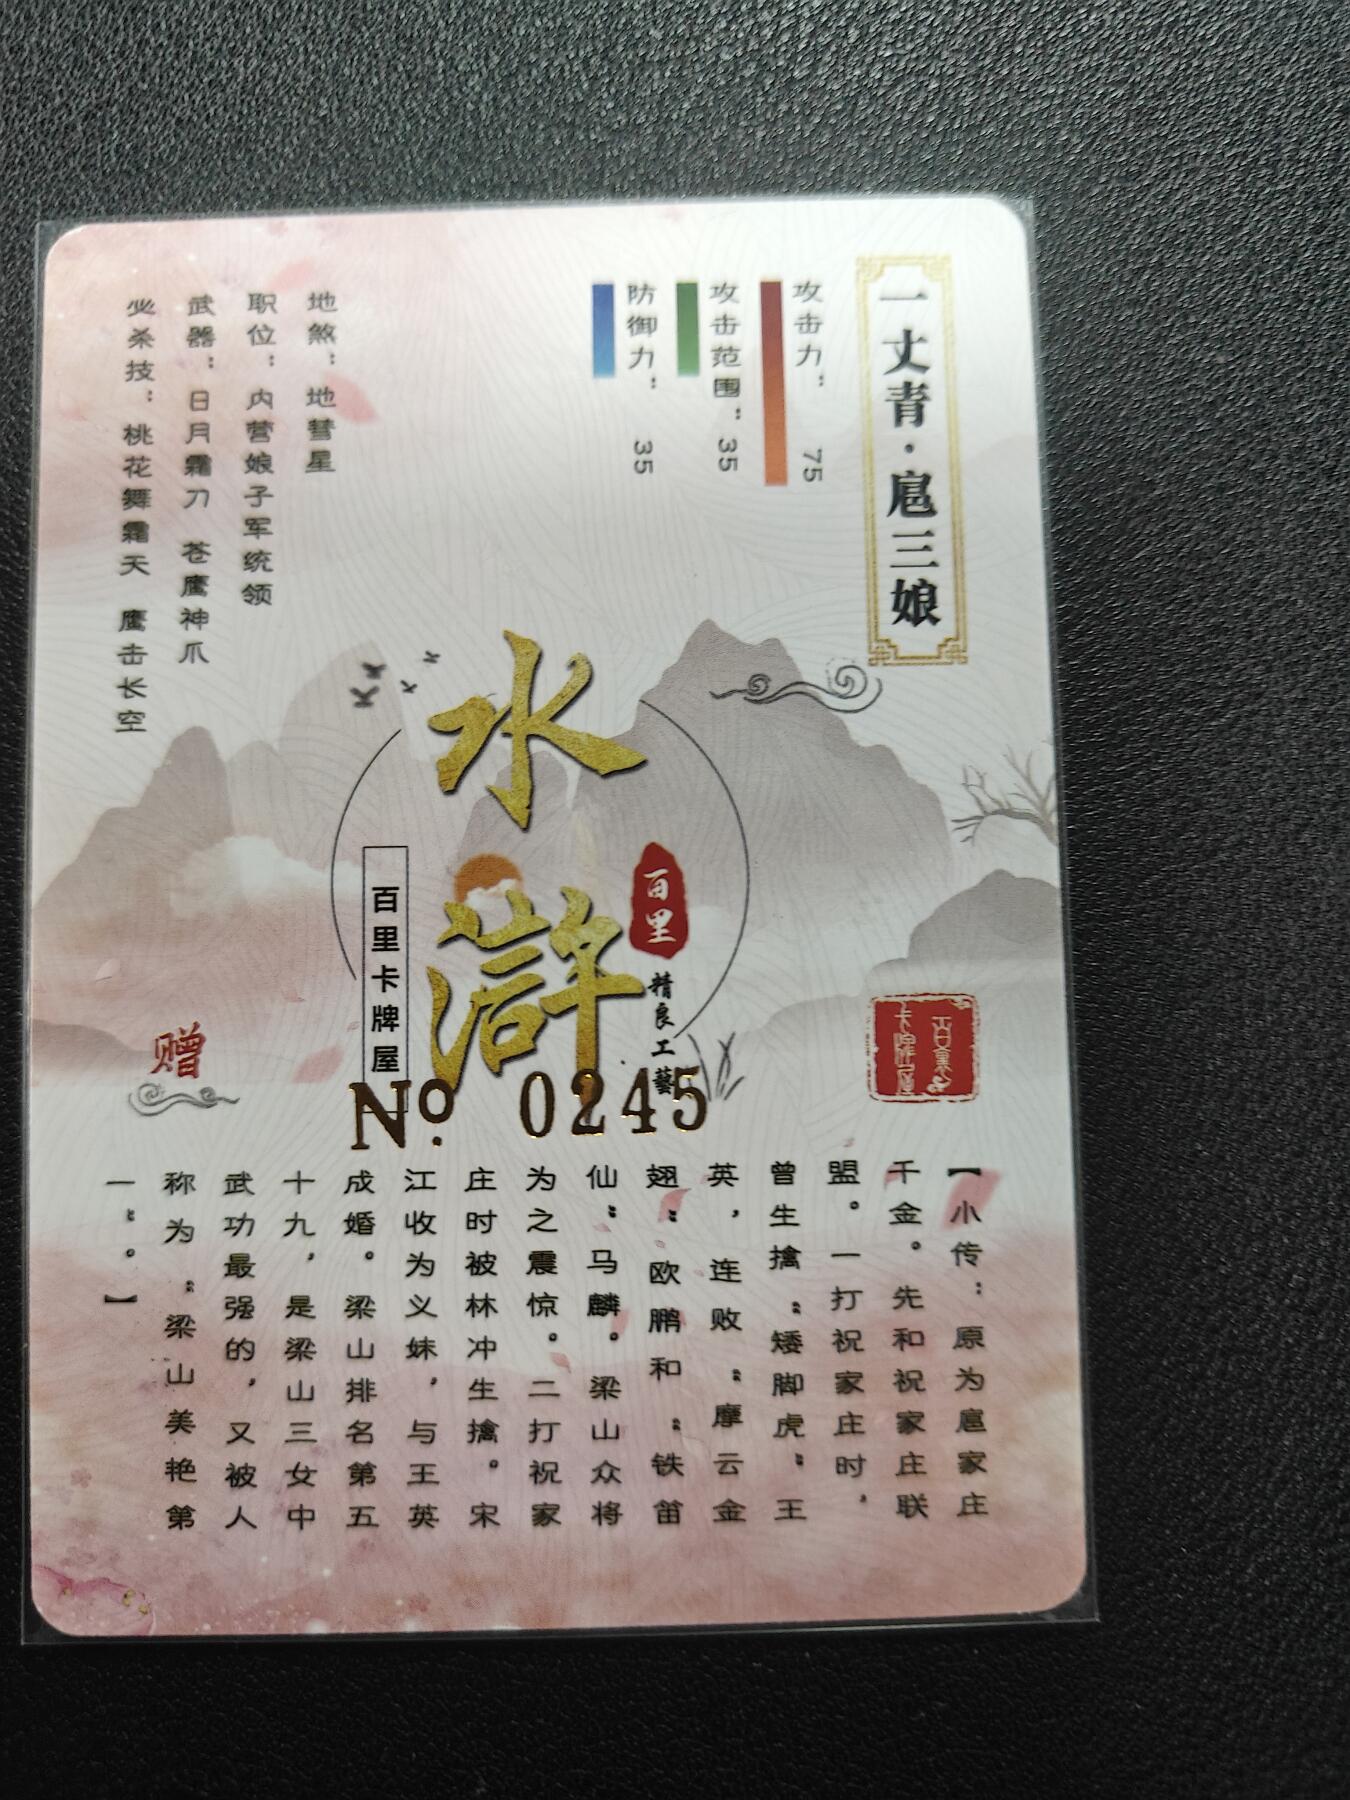 一丈青·扈三娘
攻击力： 75
攻击范围： 35
防御力： 35
地煞：地彗星
职位：内营娘子军统领
武器：日月霜刀 苍鹰神爪
必杀技：桃花舞霜天 鹰击长空
水浒
百里
精良工藝
百里卡牌屋
百里卡牌屋
赠
№ 0245
【小传：原为扈家庄
千金。先和祝家庄联
盟。一打祝家庄时，
曾生擒“矮脚虎”王
英，连败“摩云金
翅”欧鹏和“铁笛
仙”马麟。梁山众将
为之震惊。二打祝家
庄时被林冲生擒。宋
江收为义妹，与王英
成婚。梁山排名第五
十九，是梁山三女中
武功最强的，又被人
称为“梁山美艳第
一”。】